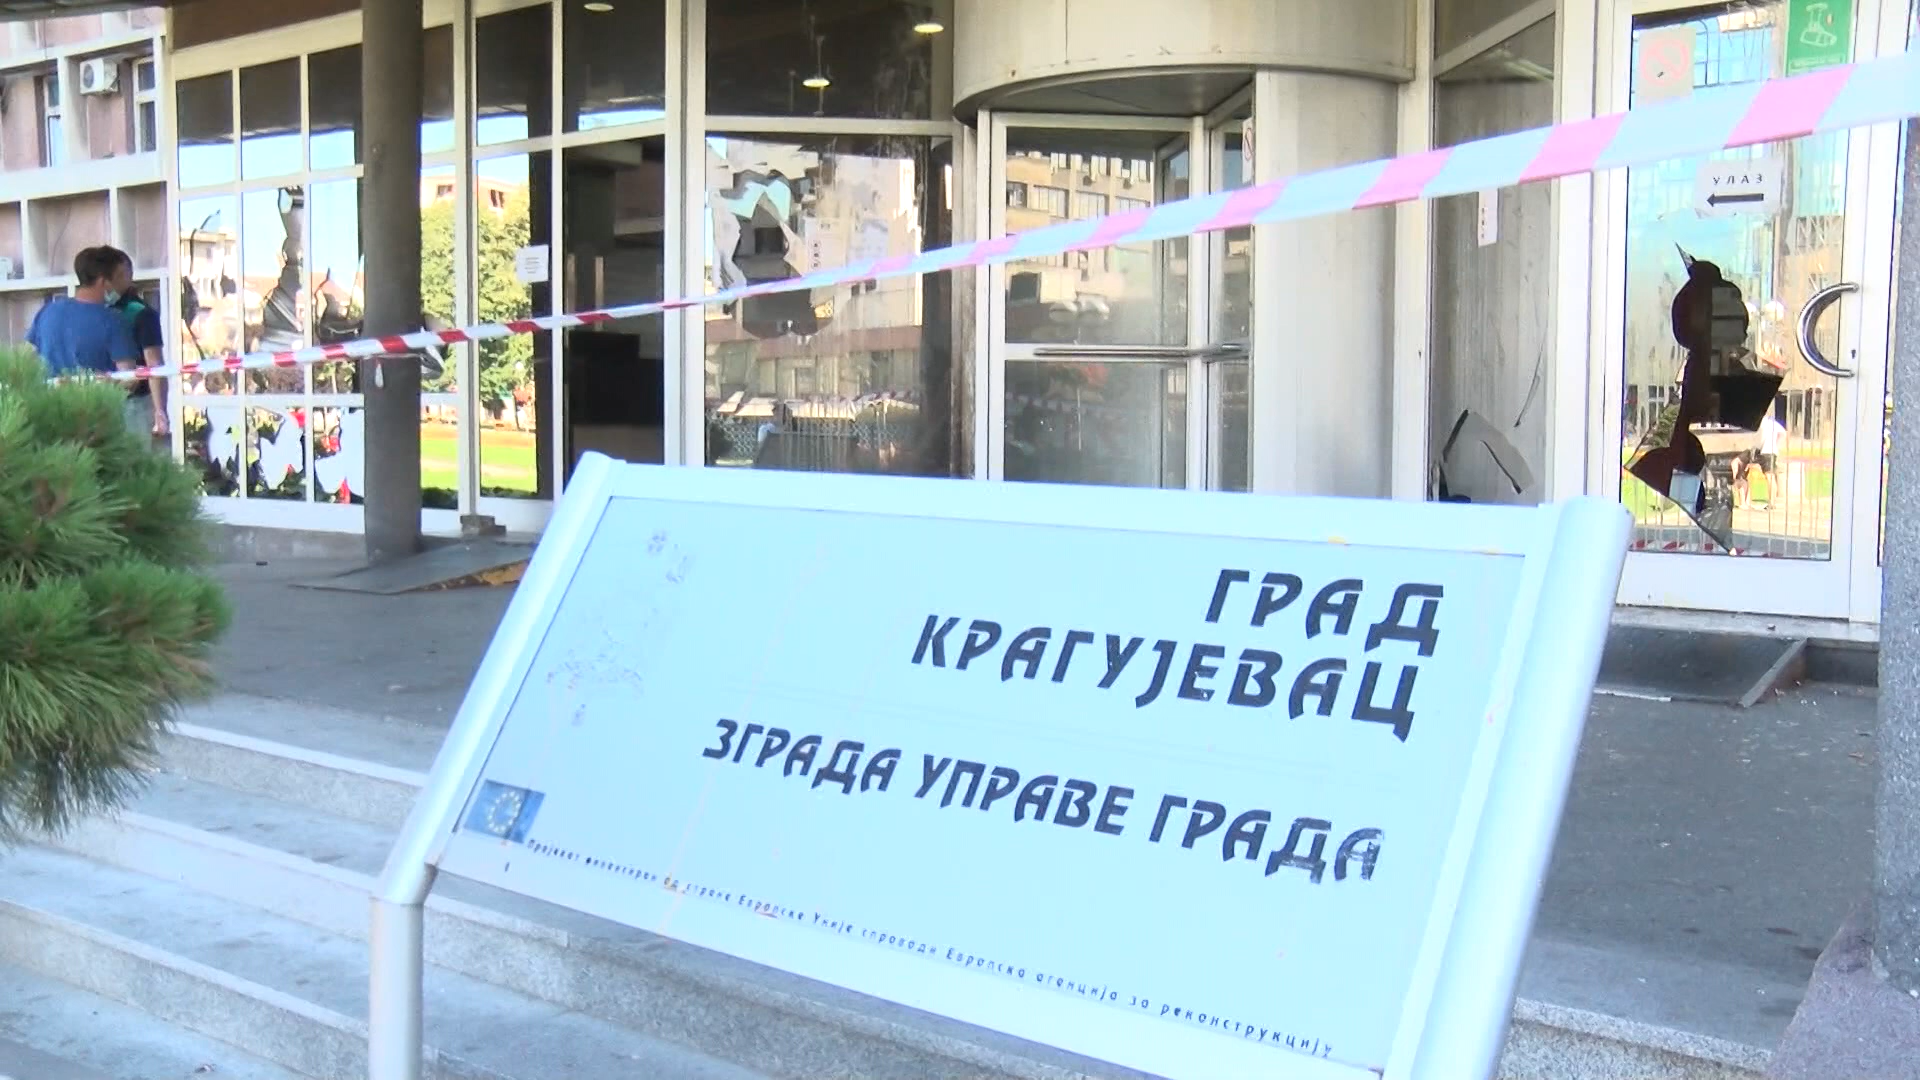 УЛАЗ
ГРАД
КРАГУЈЕВАЦ
ЗГРАДА УПРАВЕ ГРАДА
Пројекат финансиран од стране Европске Уније спроводи Европска агенција за реконструкцију